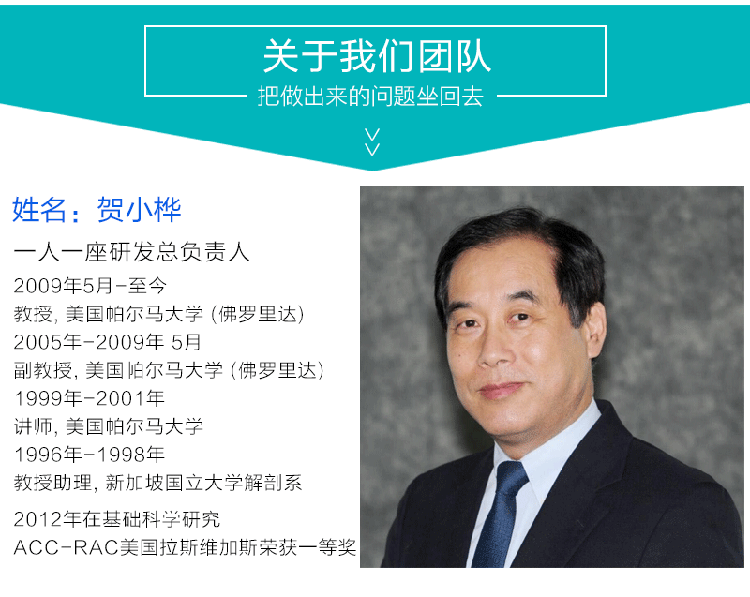 关于我们团队
把做出来的问题坐回去
姓名：贺小桦
一人一座研发总负责人
2009年5月-至今
教授, 美国帕尔马大学 (佛罗里达)
2005年-2009年 5月
副教授, 美国帕尔马大学 (佛罗里达)
1999年-2001年
讲师, 美国帕尔马大学
1996年-1998年
教授助理, 新加坡国立大学解剖系
2012年在基础科学研究
ACC-RAC美国拉斯维加斯荣获一等奖